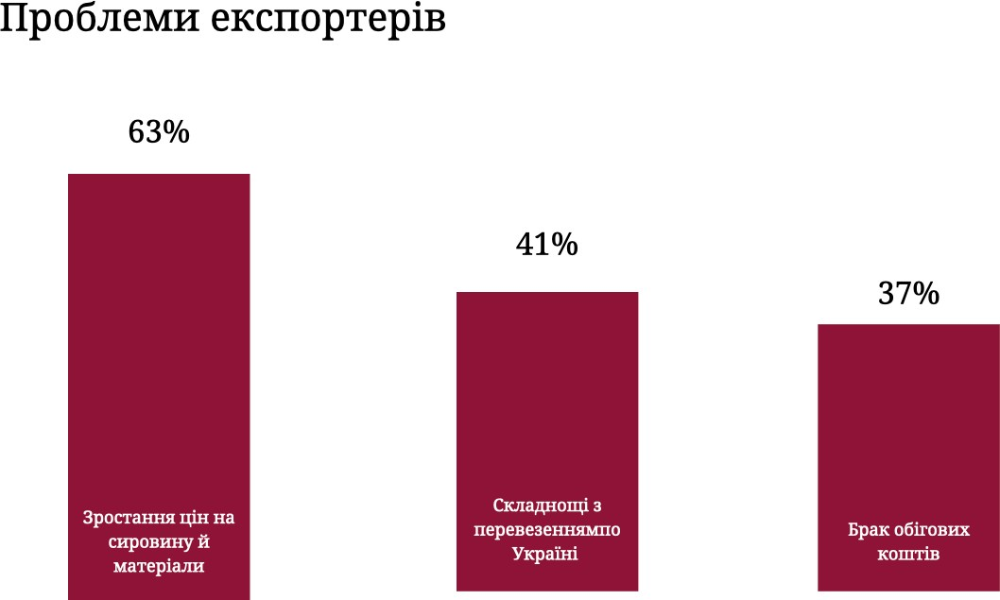 Проблеми експортерів
63%
41%
37%
Зростання цін на
сировину й
матеріали
Складнощі з
перевезеннямпо
Україні
Брак обігових
коштів